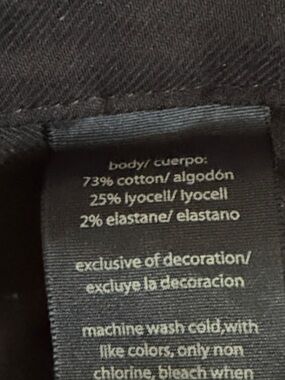 body/ cuerpo:
73% cotton/ algodón
25% lyocell/ lyocell
2% elastane/ elastano
exclusive of decoration/
excluye la decoracion
machine wash cold,with
like colors, only non
chlorine, bleach when